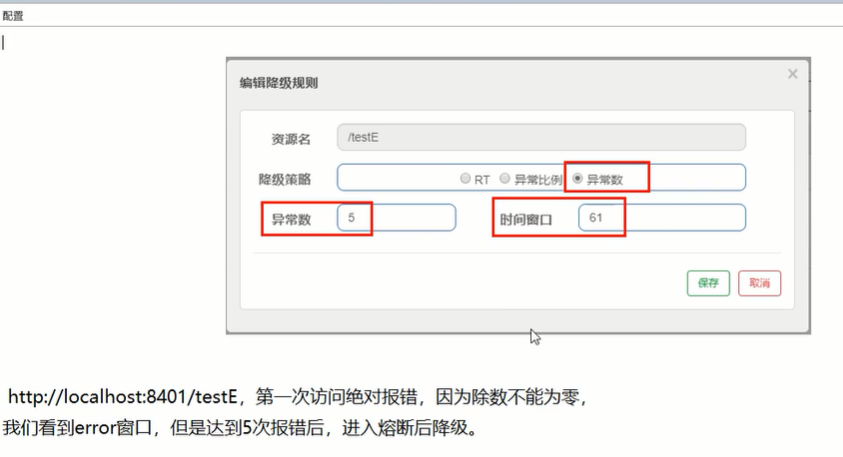 配置
编辑降级规则
×
资源名 /testE
降级策略 RT 异常比例 异常数
异常数 5 时间窗口 61
保存 取消
http://localhost:8401/testE，第一次访问绝对报错，因为除数不能为零，
我们看到error窗口，但是达到5次报错后，进入熔断后降级。